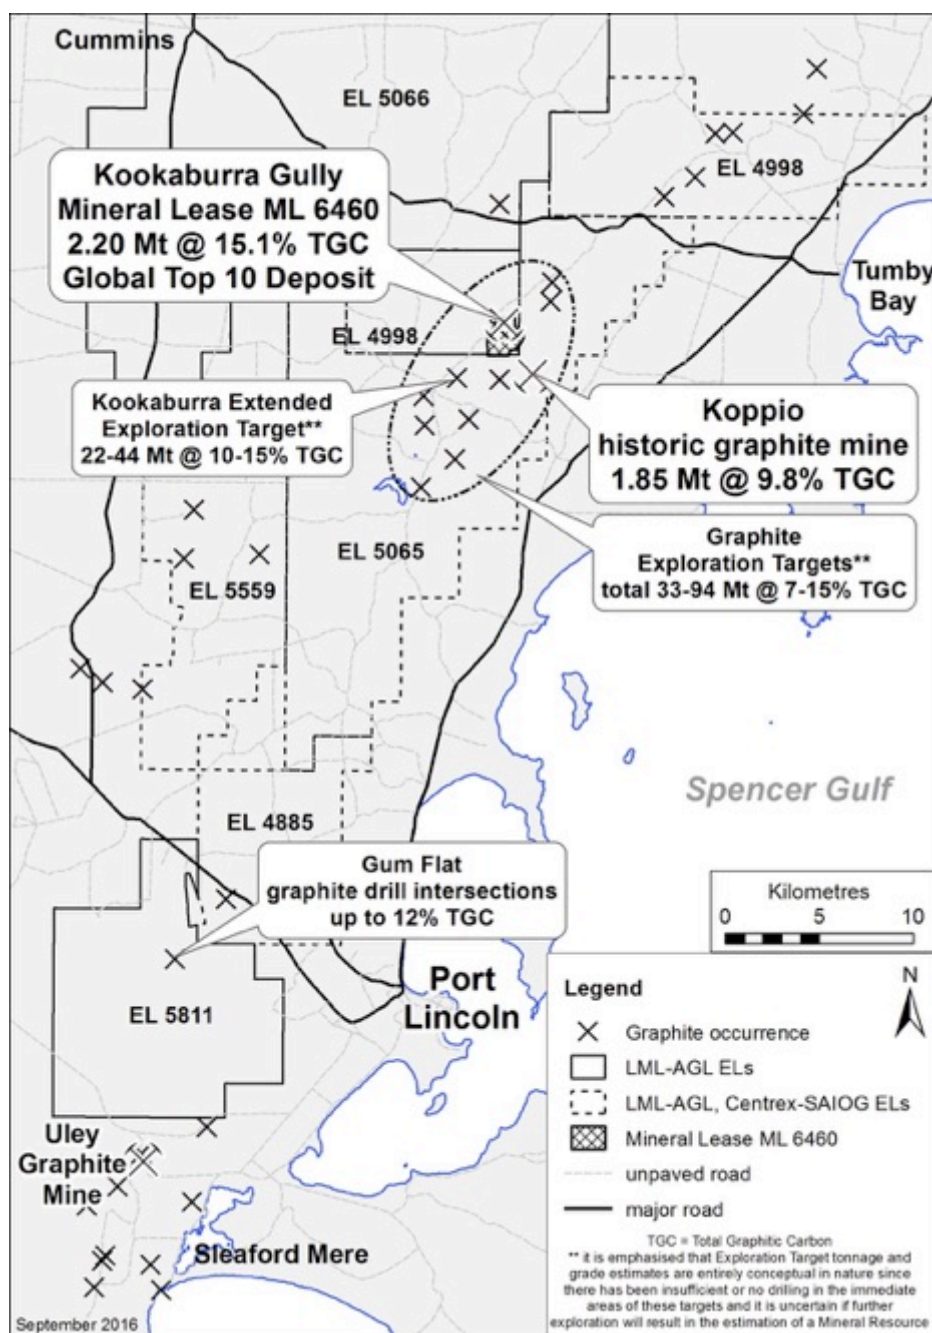 Cummins
EL 5066
EL 4998
Kookaburra Gully
Mineral Lease ML 6460
2.20 Mt @ 15.1% TGC
Global Top 10 Deposit
Tumby
Bay
EL 4998
Kookaburra Extended
Exploration Target**
22-44 Mt @ 10-15% TGC
Koppio
historic graphite mine
1.85 Mt @ 9.8% TGC
Graphite
Exploration Targets**
total 33-94 Mt @ 7-15% TGC
EL 5065
EL 5559
Spencer Gulf
EL 4885
Gum Flat
graphite drill intersections
up to 12% TGC
Kilometres
0 5 10
Port
Lincoln
EL 5811
N
Legend
Graphite occurrence
LML-AGL ELs
LML-AGL, Centrex-SAIOG ELs
Mineral Lease ML 6460
unpaved road
major road
TGC = Total Graphitic Carbon
** it is emphasised that Exploration Target tonnage and
grade estimates are entirely conceptual in nature since
there has been insufficient or no drilling in the immediate
areas of these targets and it is uncertain if further
exploration will result in the estimation of a Mineral Resource
Uley
Graphite
Mine
Sleaford Mere
September 2016